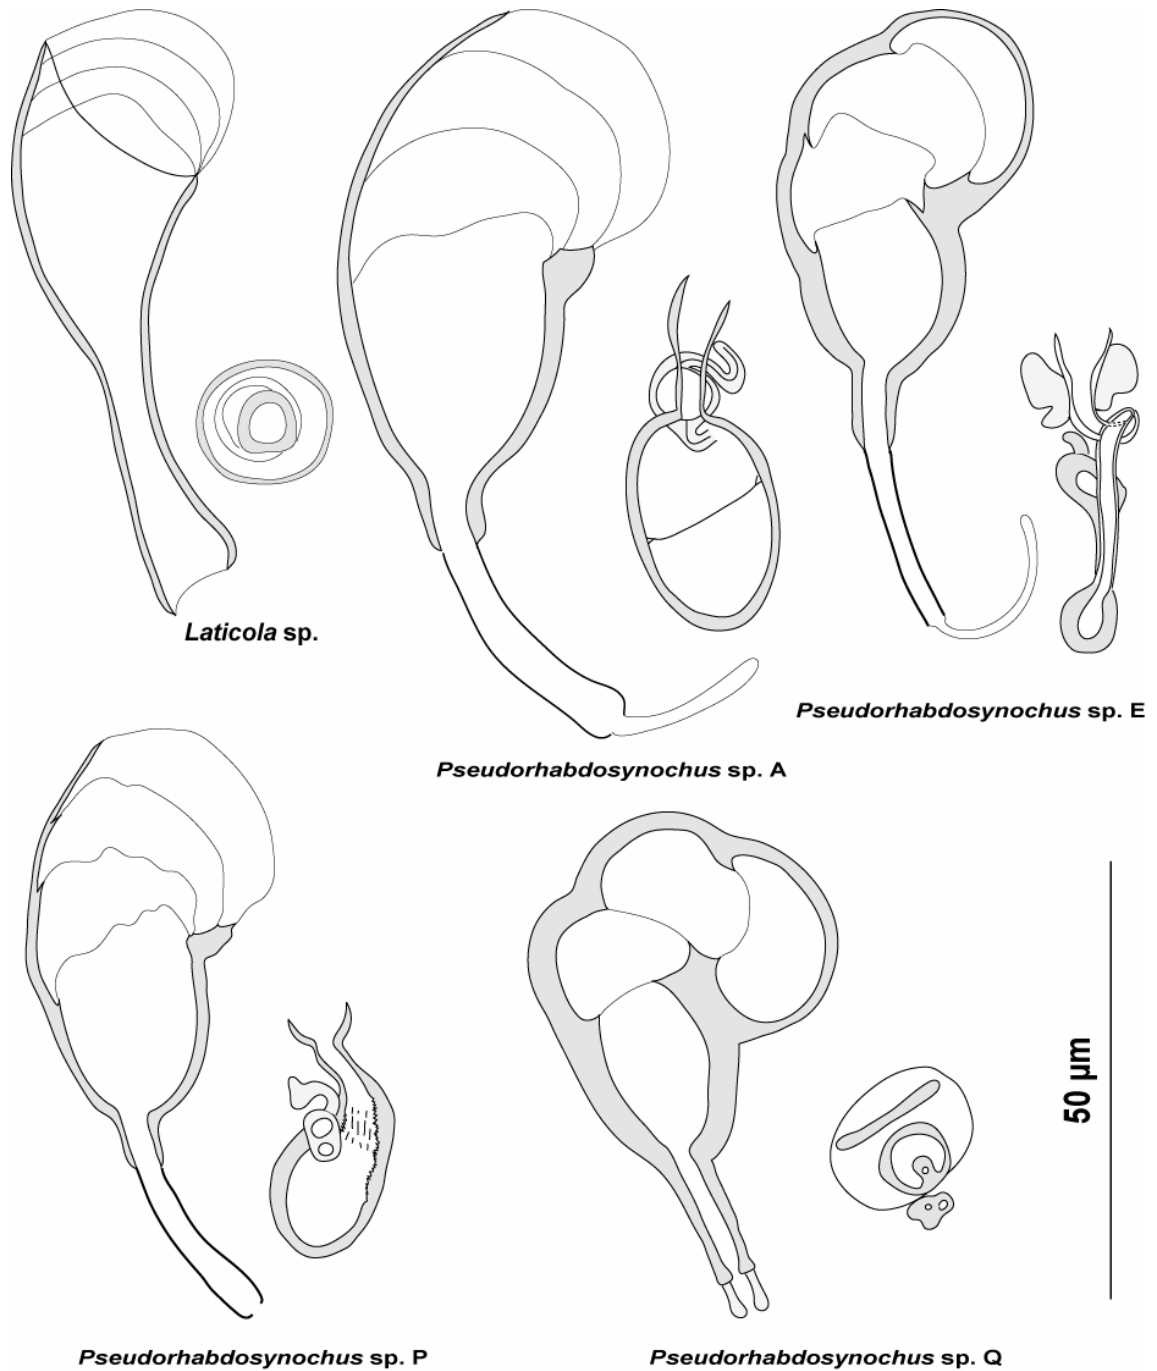 Laticola sp.
Pseudorhabdosynochus sp. E
Pseudorhabdosynochus sp. A
50 µm
Pseudorhabdosynochus sp. P
Pseudorhabdosynochus sp. Q